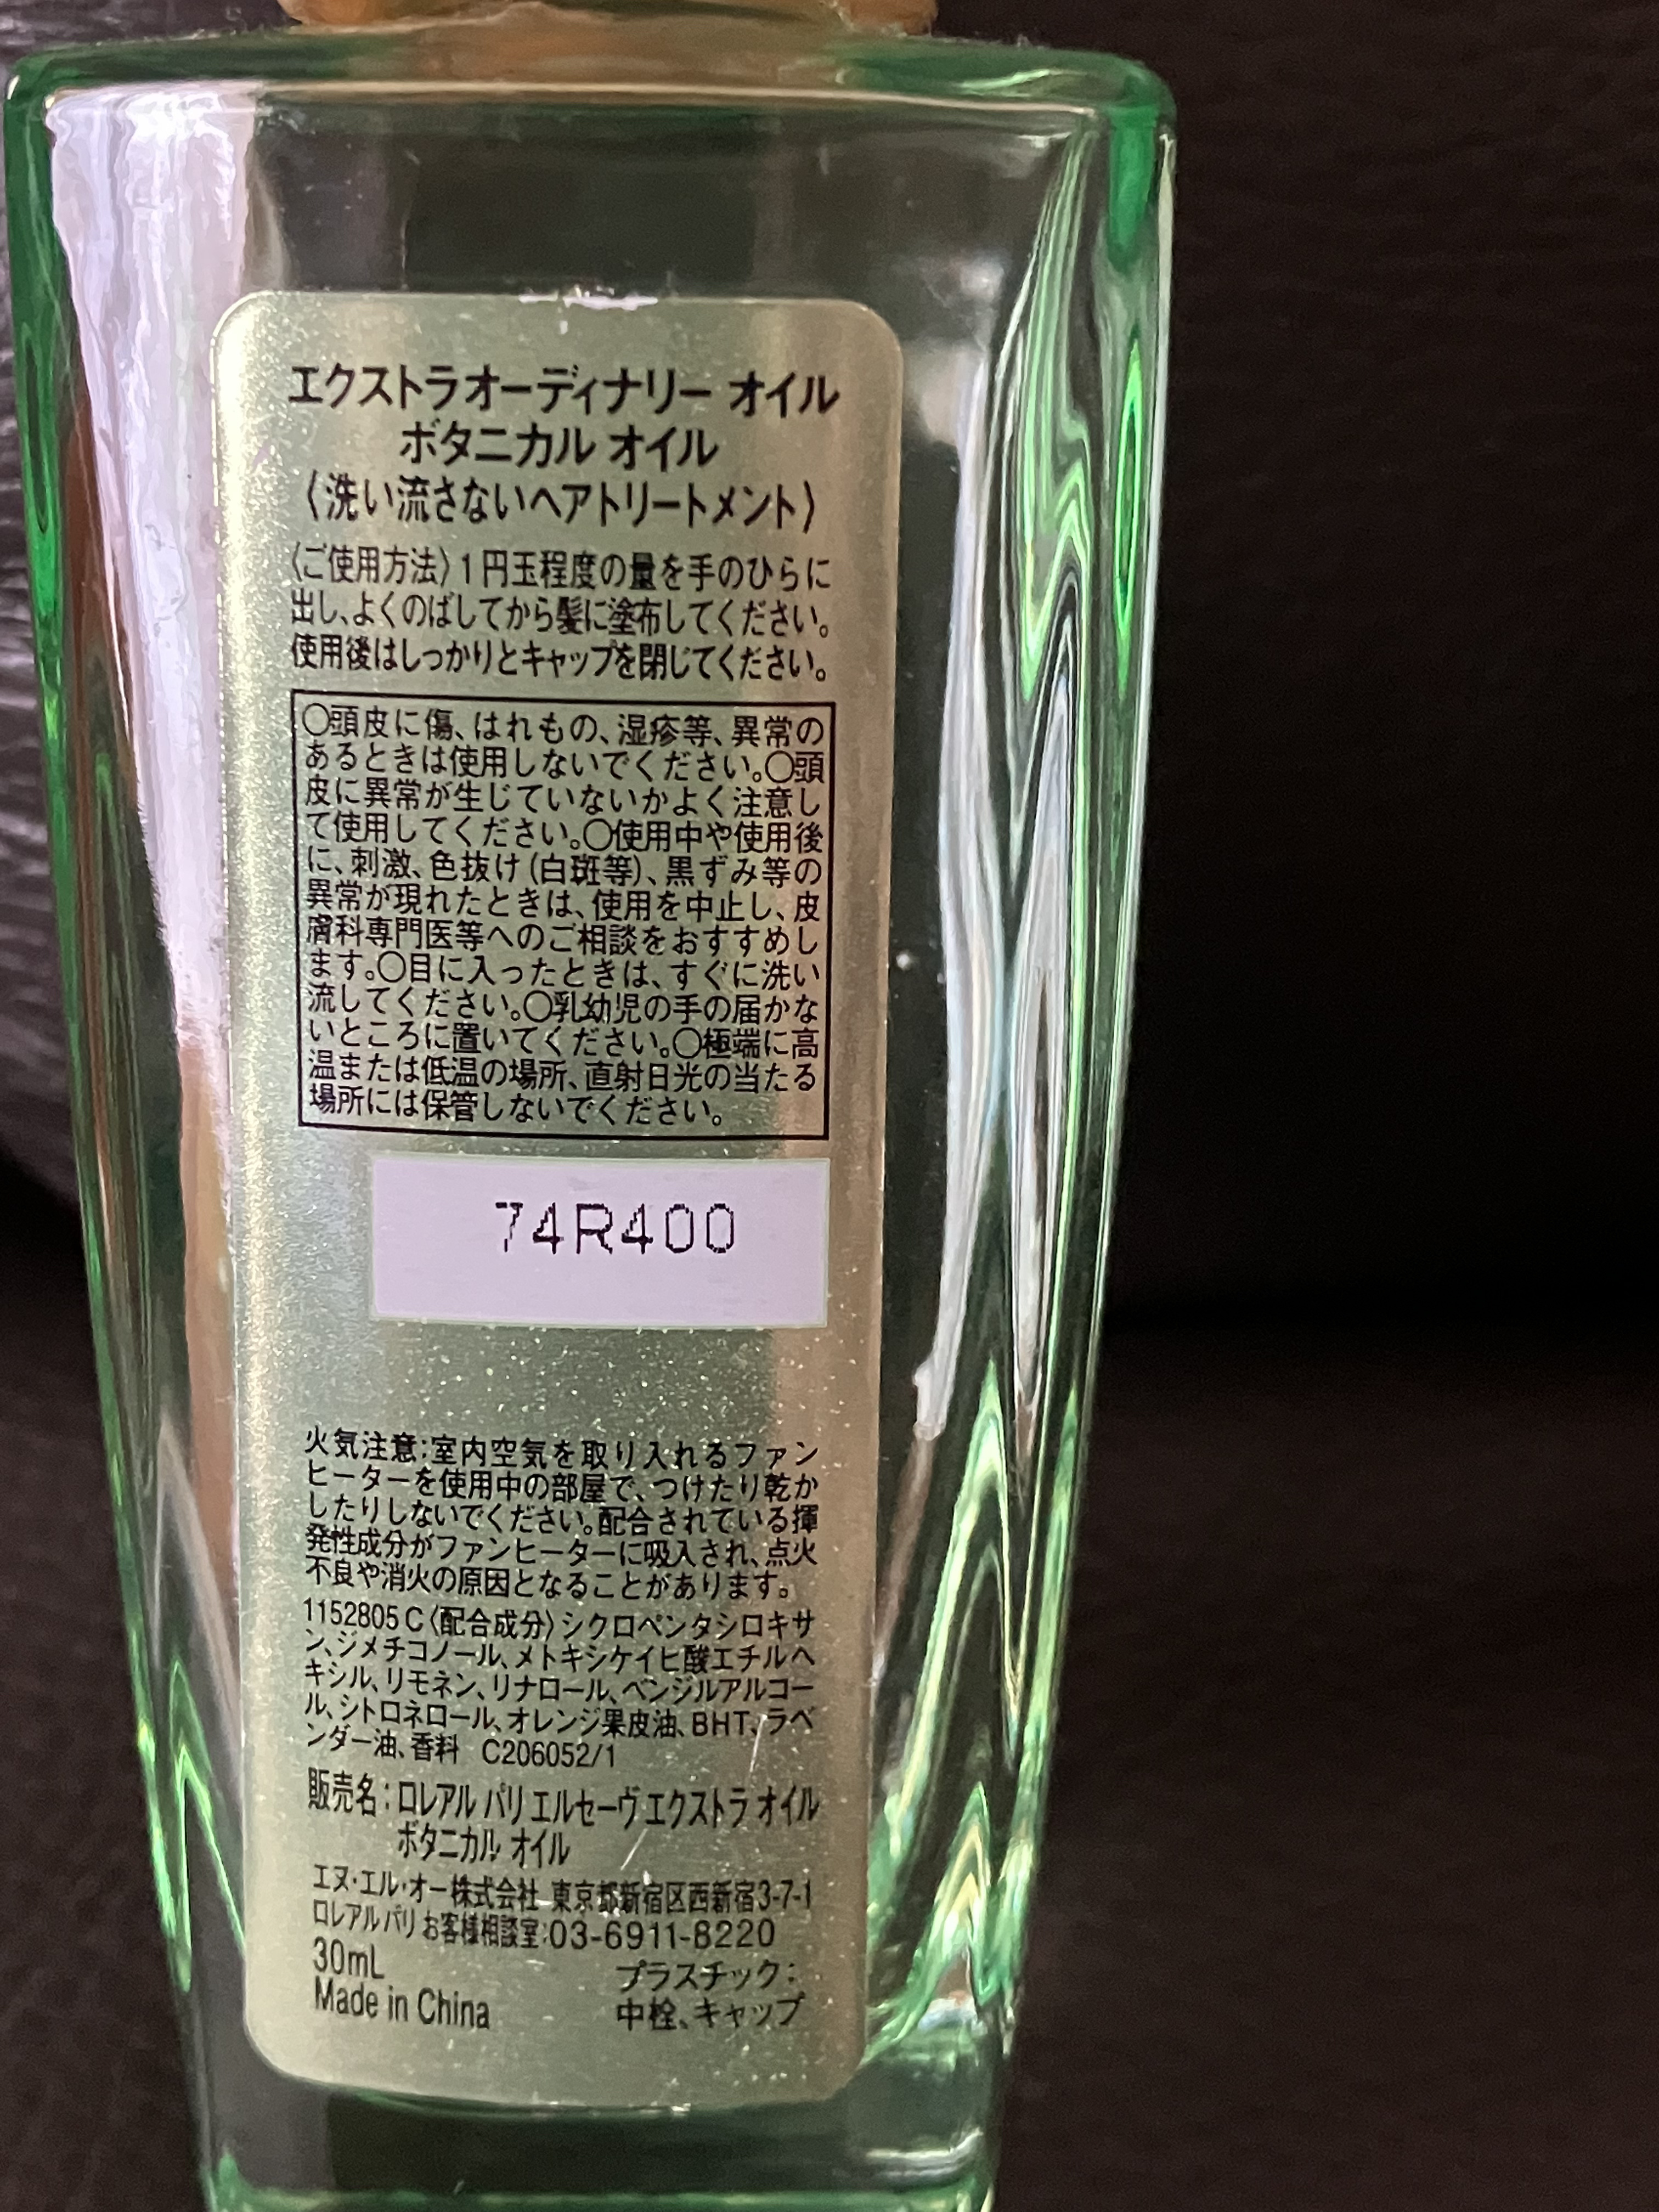 エクストラオーディナリー オイル
ボタニカル オイル
〈洗い流さないヘアトリートメント〉
〈ご使用方法〉1円玉程度の量を手のひらに
出し、よくのばしてから髪に塗布してください。
使用後はしっかりとキャップを閉じてください。
○頭皮に傷、はれもの、湿疹等、異常の
あるときは使用しないでください。○頭
皮に異常が生じていないかよく注意し
て使用してください。○使用中や使用後
に、刺激、色抜け(白斑等)、黒ずみ等の
異常が現れたときは、使用を中止し、皮
膚科専門医等へのご相談をおすすめし
ます。○目に入ったときは、すぐに洗い
流してください。○乳幼児の手の届かな
いところに置いてください。○極端に高
温または低温の場所、直射日光の当たる
場所には保管しないでください。
74R400
火気注意:室内空気を取り入れるファン
ヒーターを使用中の部屋で、つけたり乾か
したりしないでください。配合されている揮
発性成分がファンヒーターに吸入され、点火
不良や消火の原因となることがあります。
1152805 C〈配合成分〉シクロペンタシロキサ
ン、ジメチコノール、メトキシケイヒ酸エチルヘ
キシル、リモネン、リナロール、ベンジルアルコー
ル、シトロネロール、オレンジ果皮油、BHT、ラベ
ンダー油、香料 C206052/1
販売名:ロレアル パリ エルセーヴ エクストラ オイル
ボタニカル オイル
エヌ・エル・オー株式会社 東京都新宿区西新宿3-7-1
ロレアル パリ お客様相談室:03-6911-8220
30mL プラスチック:
Made in China 中栓、キャップ